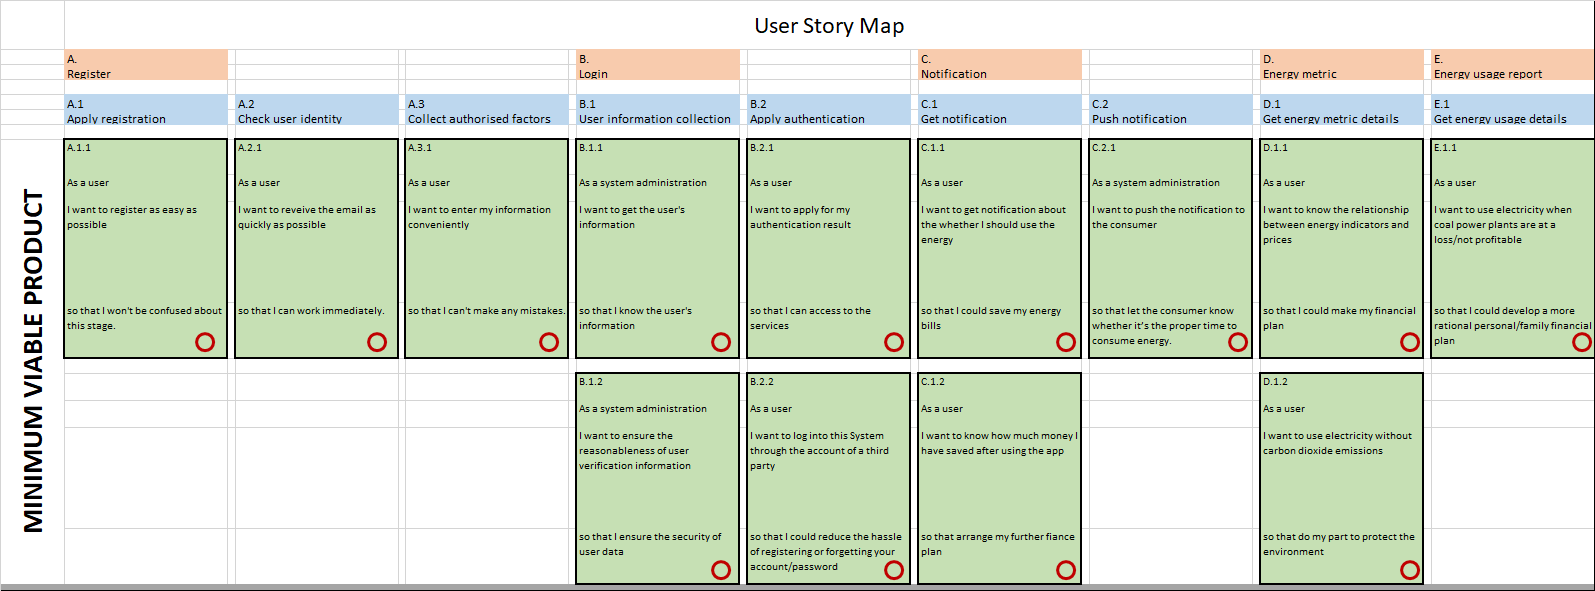 User Story Map
A.
Register
B.
Login
C.
Notification
D.
Energy metric
E.
Energy usage report
A.1
Apply registration
A.2
Check user identity
A.3
Collect authorised factors
B.1
User information collection
B.2
Apply authentication
C.1
Get notification
C.2
Push notification
D.1
Get energy metric details
E.1
Get energy usage details
MINIMUM VIABLE PRODUCT
A.1.1
As a user
I want to register as easy as
possible
so that I won't be confused about
this stage.
A.2.1
As a user
I want to reveive the email as
quickly as possible
so that I can work immediately.
A.3.1
As a user
I want to enter my information
conveniently
so that I can't make any mistakes.
B.1.1
As a system administration
I want to get the user's
information
so that I know the user's
information
B.2.1
As a user
I want to apply for my
authentication result
so that I can access to the
services
C.1.1
As a user
I want to get notification about
the whether I should use the
energy
so that I could save my energy
bills
C.2.1
As a system administration
I want to push the notification to
the consumer
so that let the consumer know
whether it's the proper time to
consume energy.
D.1.1
As a user
I want to know the relationship
between energy indicators and
prices
so that I could make my financial
plan
E.1.1
As a user
I want to use electricity when
coal power plants are at a
loss/not profitable
so that I could develop a more
rational personal/family financial
plan
B.1.2
As a system administration
I want to ensure the
reasonableness of user
verification information
so that I ensure the security of
user data
B.2.2
As a user
I want to log into this System
through the account of a third
party
so that I could reduce the hassle
of registering or forgetting your
account/password
C.1.2
As a user
I want to know how much money I
have saved after using the app
so that arrange my further fiance
plan
D.1.2
As a user
I want to use electricity without
carbon dioxide emissions
so that do my part to protect the
environment